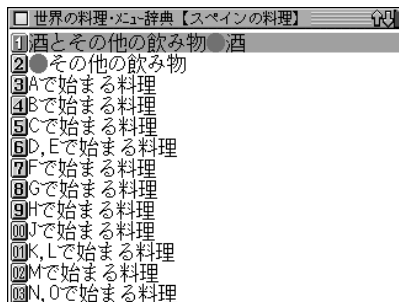 世界の料理・メニュー辞典【スペインの料理】
1酒とその他の飲み物●酒
2●その他の飲み物
3Aで始まる料理
4Bで始まる料理
5Cで始まる料理
6D,Eで始まる料理
7Fで始まる料理
8Gで始まる料理
9Hで始まる料理
00Jで始まる料理
01K,Lで始まる料理
02Mで始まる料理
03N,Oで始まる料理